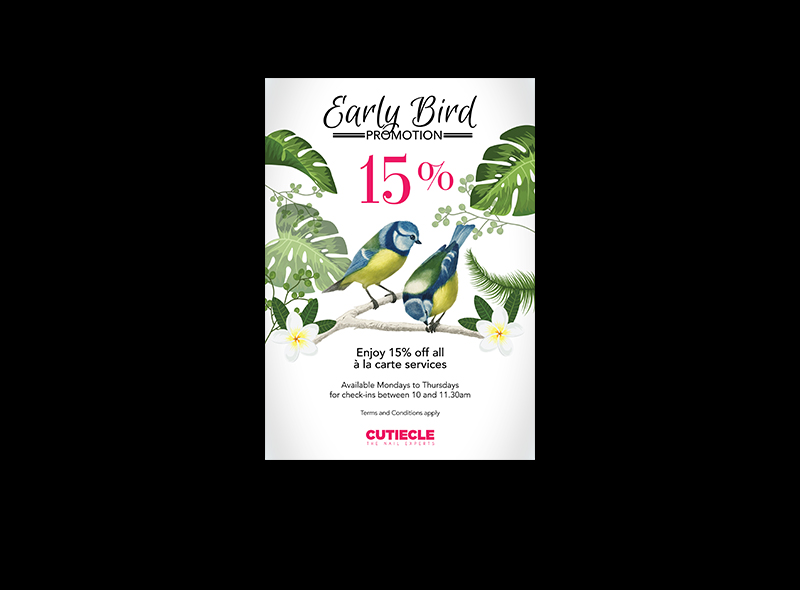 Early Bird
PROMOTION
15%
Enjoy 15% off all
à la carte services
Available Mondays to Thursdays
for check-ins between 10 and 11.30am
Terms and Conditions apply
CUTIECLE
THE NAIL EXPERTS